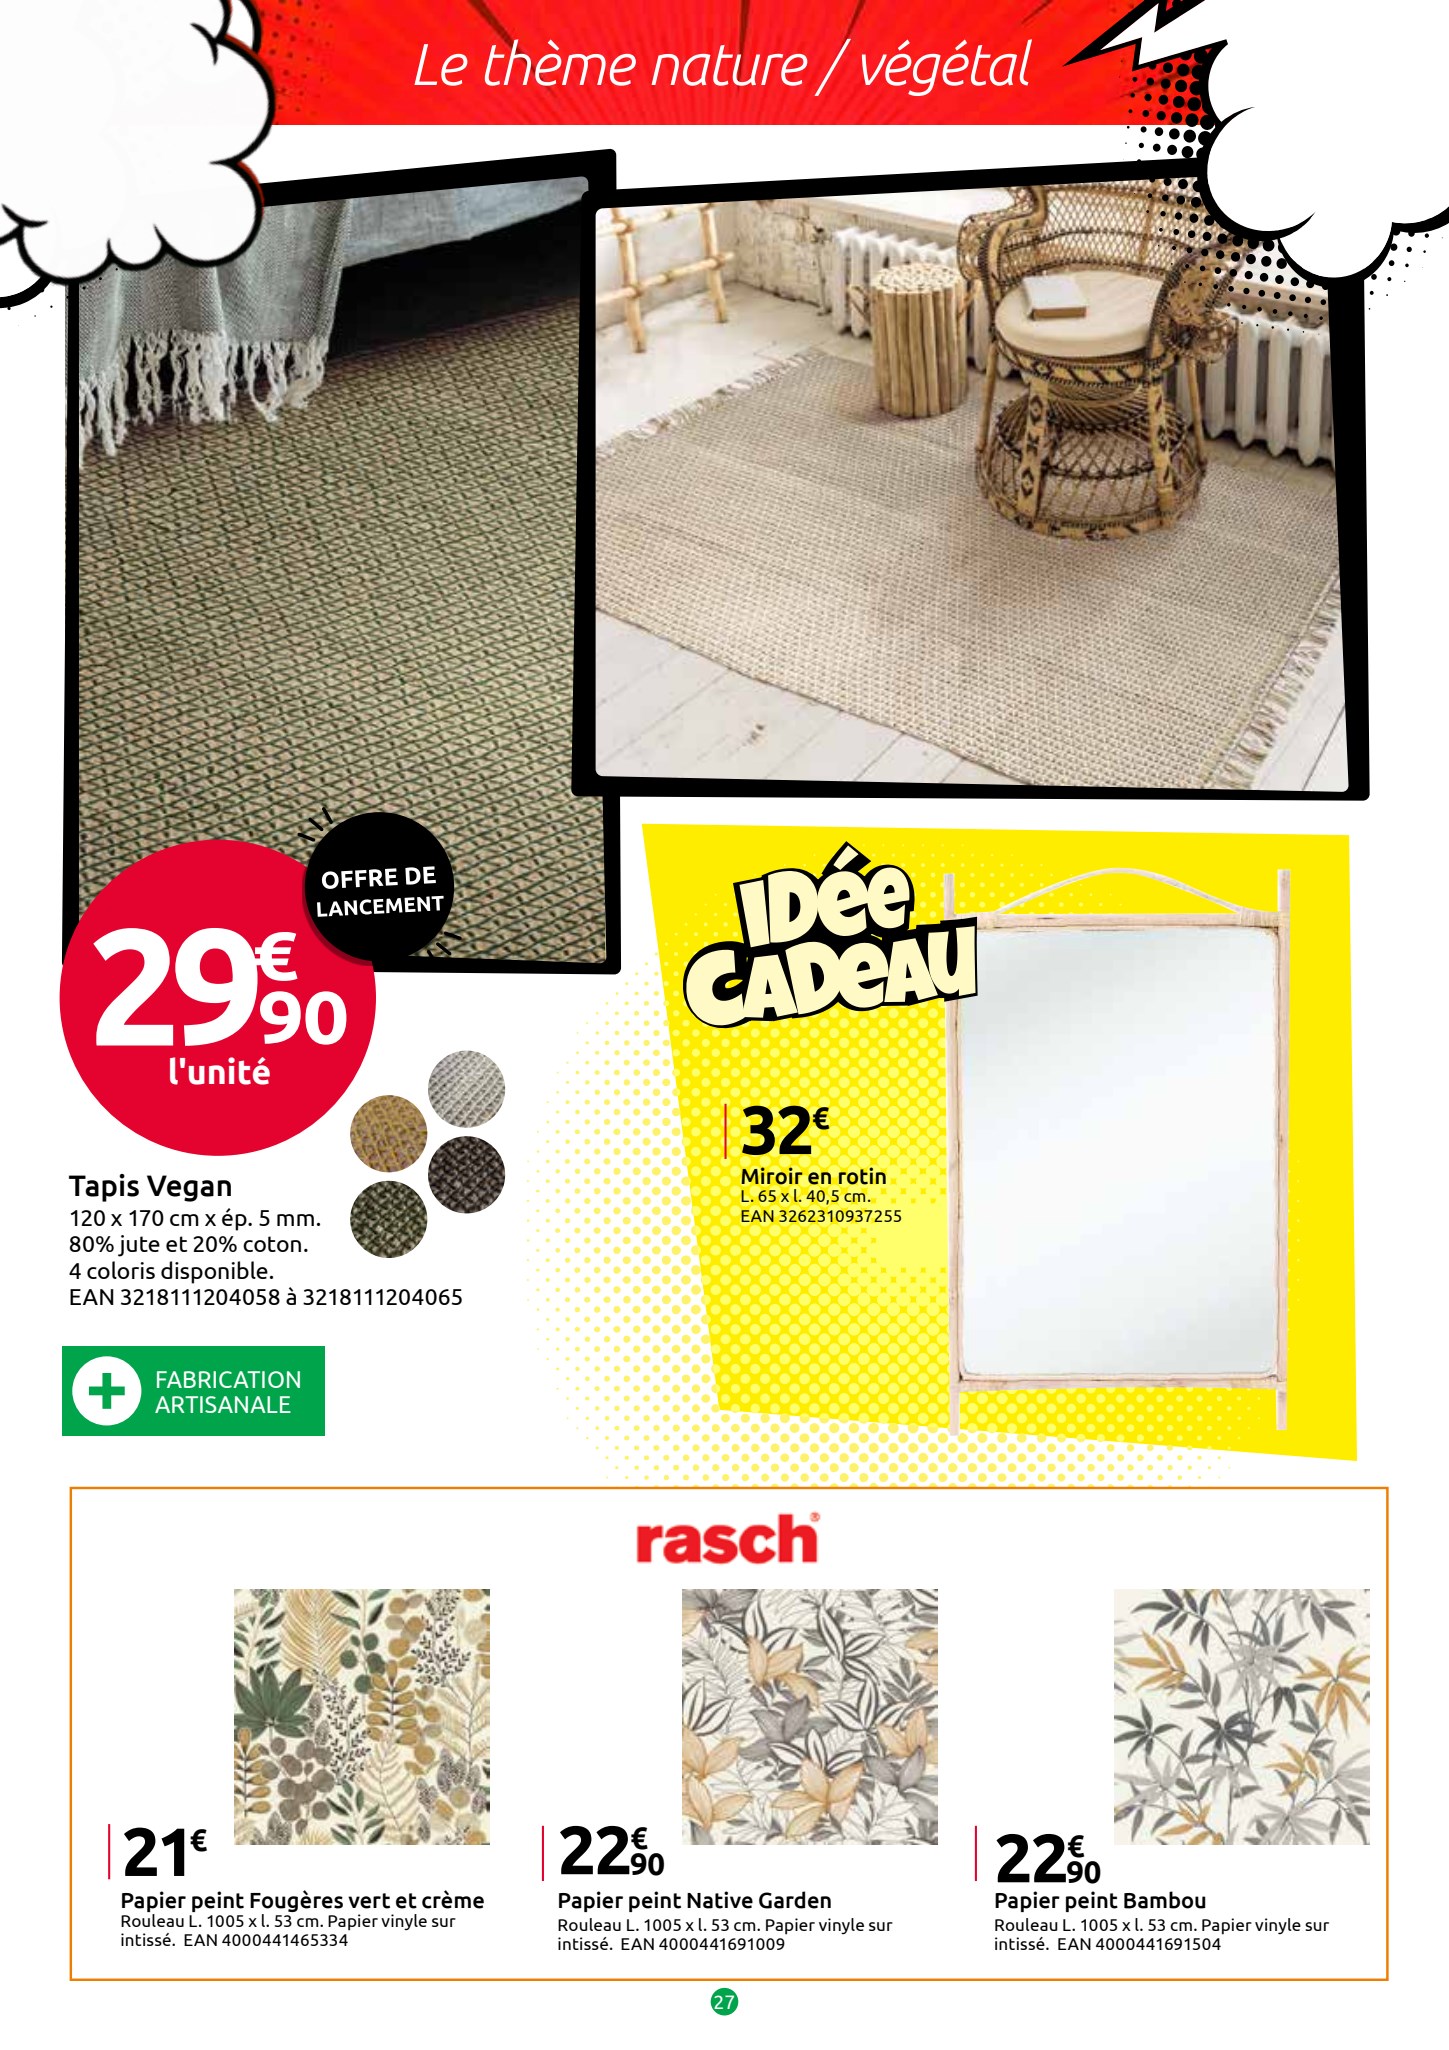 Le thème nature / végétal
OFFRE DE
LANCEMENT
29€90
l'unité
Tapis Vegan
120 x 170 cm x ép. 5 mm.
80% jute et 20% coton.
4 coloris disponible.
EAN 3218111204058 à 3218111204065
FABRICATION
ARTISANALE
IDée
CADeAU
32€
Miroir en rotin
L. 65 x l. 40,5 cm.
EAN 3262310937255
rasch®
21€
Papier peint Fougères vert et crème
Rouleau L. 1005 x l. 53 cm. Papier vinyle sur
intissé. EAN 4000441465334
22€90
Papier peint Native Garden
Rouleau L. 1005 x l. 53 cm. Papier vinyle sur
intissé. EAN 4000441691009
22€90
Papier peint Bambou
Rouleau L. 1005 x l. 53 cm. Papier vinyle sur
intissé. EAN 4000441691504
27